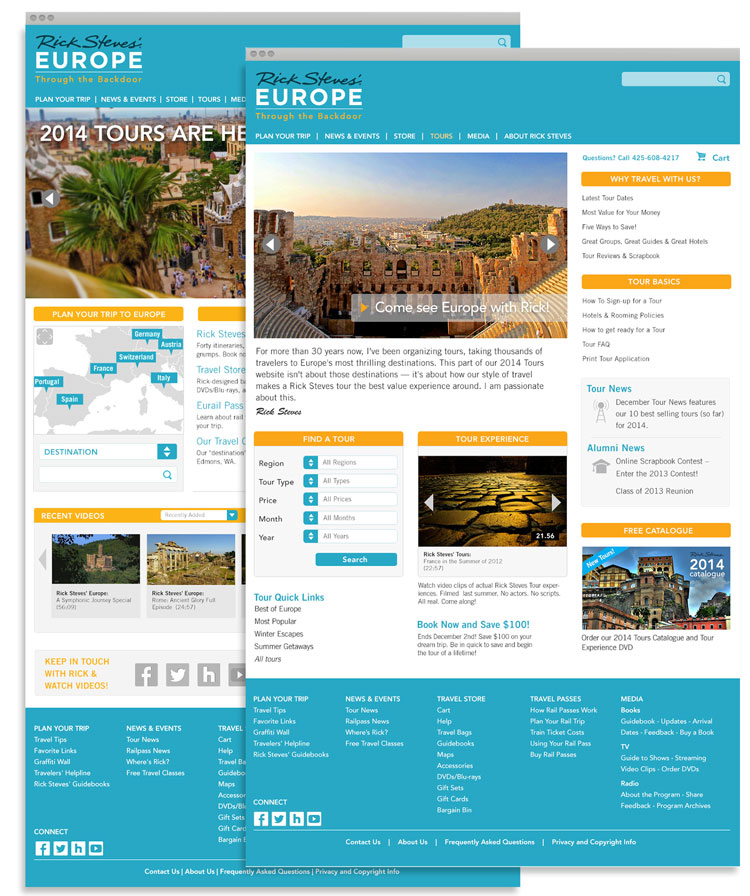 Rick Steves'
EUROPE
Through the Backdoor
PLAN YOUR TRIP | NEWS & EVENTS | STORE | TOURS | MED
2014 TOURS ARE HE
PLAN YOUR TRIP TO EUROPE
Germany
Austria
Switzerland
France
Italy
Portugal
Spain
DESTINATION
Rick Steves
Forty itineraries,
grumps. Book no
Travel Store
Rick-designed ba
DVDs/Blu-rays, a
Eurail Pass
Learn about rail
for your trip.
Our Travel C
Our "destination"
Edmons, WA.
RECENT VIDEOS
Recently Added
Rick Steves' Europe:
A Symphonic Journey Special
(56:09)
Rick Steves' Europe:
Rome: Ancient Glory Full
Episode (24:57)
KEEP IN TOUCH
WITH RICK &
WATCH VIDEOS!
PLAN YOUR TRIP
Travel Tips
Favorite Links
Graffiti Wall
Travelers' Helpline
Rick Steves' Guidebooks
NEWS & EVENTS
Tour News
Railpass News
Where's Rick?
Free Travel Classes
TRAVEL
Cart
Help
Travel Ba
Guidebo
Maps
Accessor
DVDs/Bl
Gift Sets
Gift Card
Bargain
CONNECT
Contact Us | About Us | Frequently Asked Questions | Privacy and Copyright Info
Rick Steves'
EUROPE
Through the Backdoor
PLAN YOUR TRIP | NEWS & EVENTS | STORE | TOURS | MEDIA | ABOUT RICK STEVES
Come see Europe with Rick!
For more than 30 years now, I've been organizing tours, taking thousands of
travelers to Europe's most thrilling destinations. This part of our 2014 Tours
website isn't about those destinations — it's about how our style of travel
makes a Rick Steves tour the best value experience around. I am passionate
about this.
Rick Steves
FIND A TOUR
Region All Regions
Tour Type All Types
Price All Prices
Month All Months
Year All Years
Search
Tour Quick Links
Best of Europe
Most Popular
Winter Escapes
Summer Getaways
All tours
TOUR EXPERIENCE
21.56
Rick Steves' Tours:
France in the Summer of 2012
(22:57)
Watch video clips of actual Rick Steves Tour exper-
iences. Filmed last summer. No actors. No scripts.
All real. Come along!
Book Now and Save $100!
Ends December 2nd! Save $100 on your
dream trip. Be in quick to save and begin
the tour of a lifetime!
Questions? Call 425-608-4217 Cart
WHY TRAVEL WITH US?
Latest Tour Dates
Most Value for Your Money
Five Ways to Save!
Great Groups, Great Guides & Great Hotels
Tour Reviews & Scrapbook
TOUR BASICS
How To Sign-up for a Tour
Hotels & Rooming Policies
How to get ready for a Tour
Tour FAQ
Print Tour Application
Tour News
December Tour News features
our 10 best selling tours (so far)
for 2014.
Alumni News
Online Scrapbook Contest –
Enter the 2013 Contest!
Class of 2013 Reunion
FREE CATALOGUE
New Tours!
Rick Steves'
2014
catalogue
Order our 2014 Tours Catalogue and Tour
Experience DVD
PLAN YOUR TRIP
Travel Tips
Favorite Links
Graffiti Wall
Travelers' Helpline
Rick Steves' Guidebooks
NEWS & EVENTS
Tour News
Railpass News
Where's Rick?
Free Travel Classes
TRAVEL STORE
Cart
Help
Travel Bags
Guidebooks
Maps
Accessories
DVDs/Blu-rays
Gift Sets
Gift Cards
Bargain Bin
TRAVEL PASSES
How Rail Passes Work
Plan Your Rail Trip
Train Ticket Costs
Using Your Rail Pass
Buy Rail Passes
MEDIA
Books
Guidebook - Updates - Arrival
Dates - Feedback - Buy a Book
TV
Guide to Shows - Streaming
Video Clips - Order DVDs
Radio
About the Program - Share
Feedback - Program Archives
CONNECT
Contact Us | About Us | Frequently Asked Questions | Privacy and Copyright Info